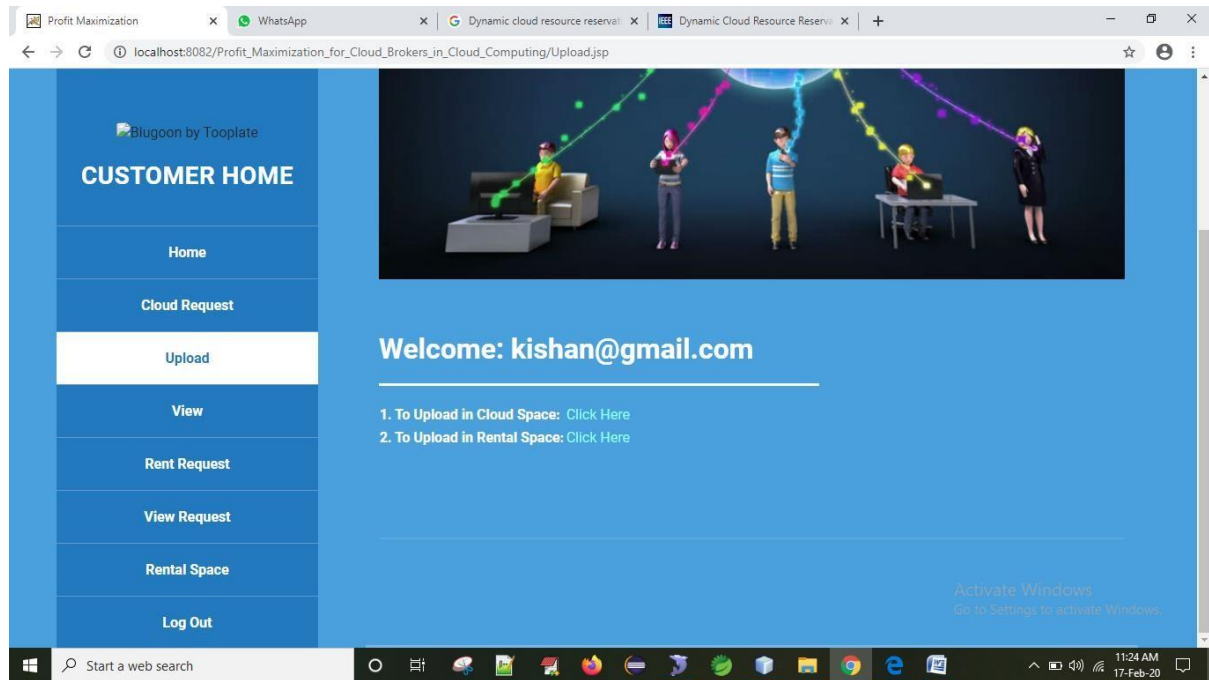 Profit Maximization
WhatsApp
G Dynamic cloud resource reservati
IEEE Dynamic Cloud Resource Reserva
localhost:8082/Profit_Maximization_for_Cloud_Brokers_in_Cloud_Computing/Upload.jsp
Blugoon by Tooplate
CUSTOMER HOME
Home
Cloud Request
Upload
View
Rent Request
View Request
Rental Space
Log Out
Welcome: kishan@gmail.com
1. To Upload in Cloud Space: Click Here
2. To Upload in Rental Space: Click Here
Activate Windows
Go to Settings to activate Windows.
Start a web search
11:24 AM
17-Feb-20